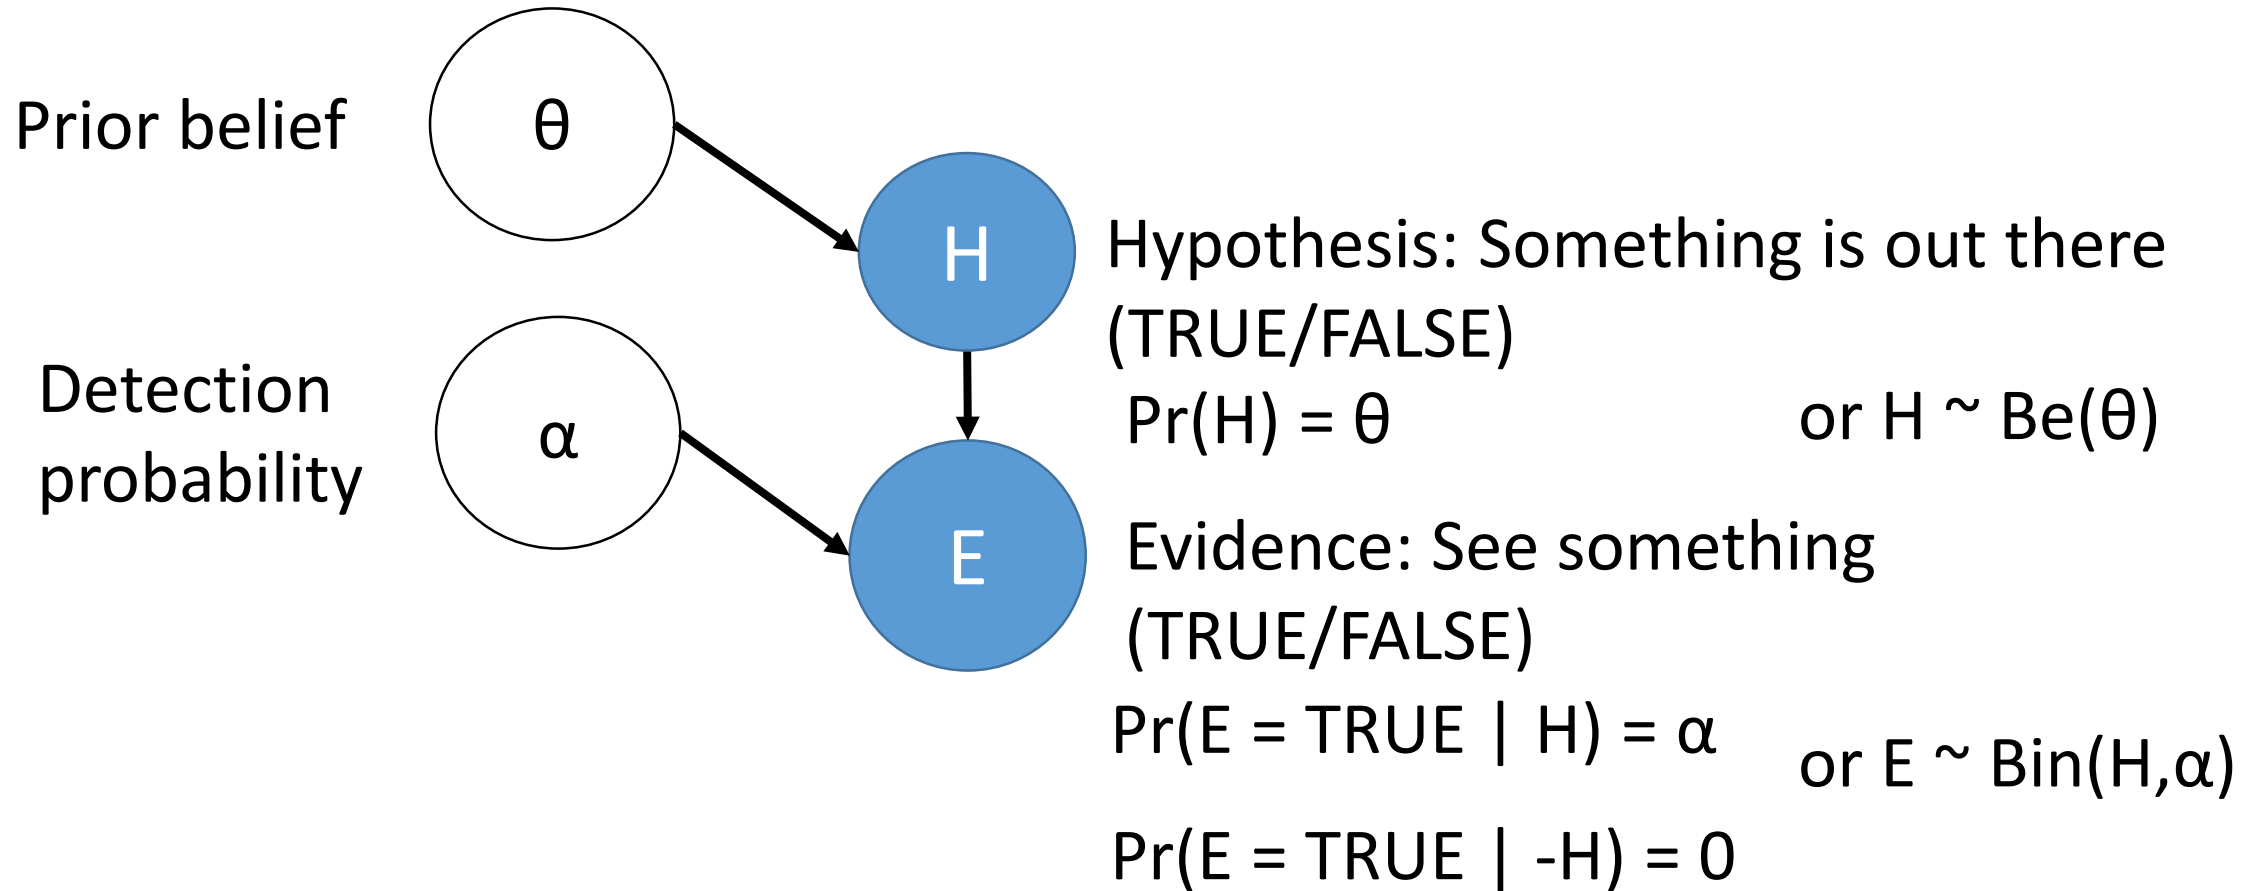 Prior belief
θ
H
Hypothesis: Something is out there
(TRUE/FALSE)
Pr(H) = θ
or H ~ Be(θ)
Detection
probability
α
E
Evidence: See something
(TRUE/FALSE)
Pr(E = TRUE | H) = α
or E ~ Bin(H,α)
Pr(E = TRUE | -H) = 0